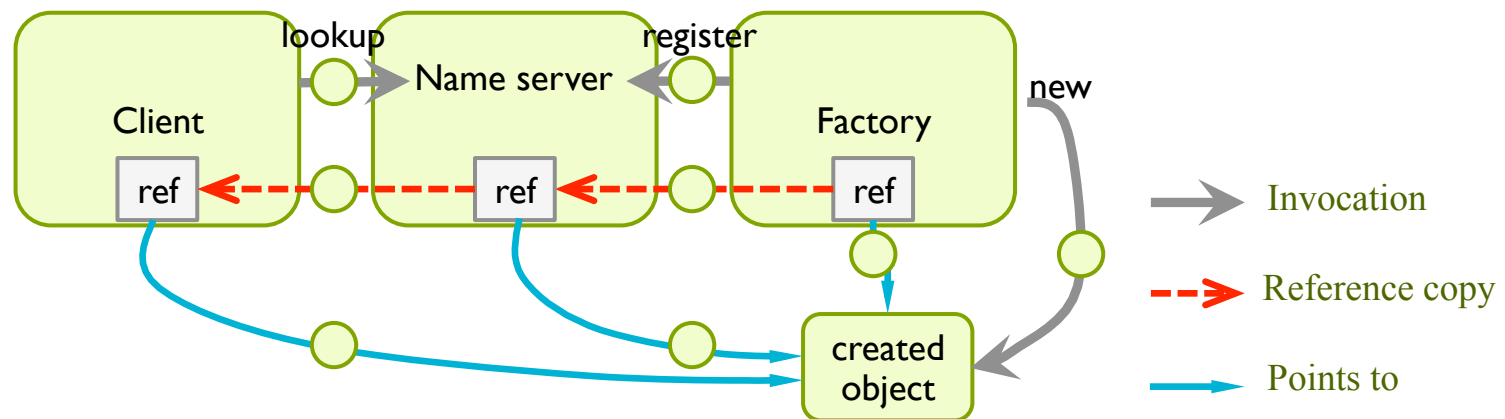 lookup
register
Name server
new
Client
Factory
ref
ref
ref
Invocation
Reference copy
created
object
Points to